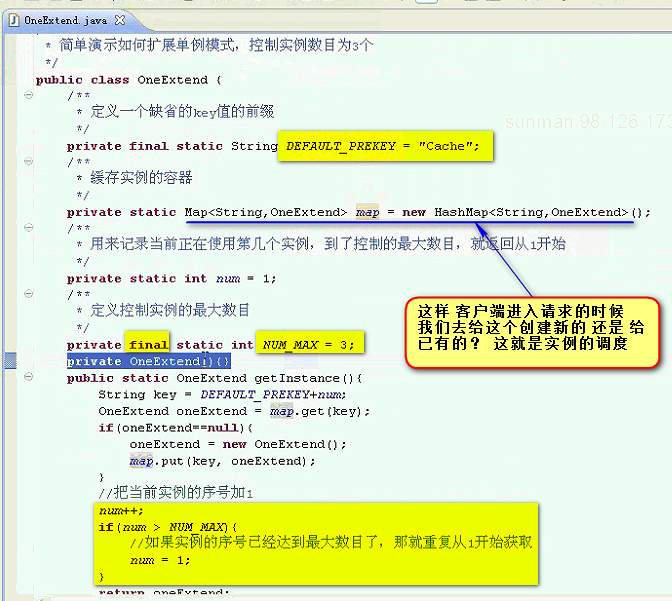 OneExtend.java
* 简单演示如何扩展单例模式，控制实例数目为3个
*/
public class OneExtend {
/**
* 定义一个缺省的key值的前缀
*/
private final static String DEFAULT_PREKEY = "Cache";
/**
* 缓存实例的容器
*/
private static Map<String,OneExtend> map = new HashMap<String,OneExtend>();
/**
* 用来记录当前正在使用第几个实例，到了控制的最大数目，就返回从1开始
*/
private static int num = 1;
/**
* 定义控制实例的最大数目
*/
private final static int NUM_MAX = 3;
private OneExtend(){}
public static OneExtend getInstance(){
String key = DEFAULT_PREKEY+num;
OneExtend oneExtend = map.get(key);
if(oneExtend==null){
oneExtend = new OneExtend();
map.put(key, oneExtend);
}
//把当前实例的序号加1
num++;
if(num > NUM_MAX){
//如果实例的序号已经达到最大数目了，那就重复从1开始获取
num = 1;
}
return oneExtend;
sunman 98 126 173
这样 客户端进入请求的时候
我们去给这个创建新的 还是 给
已有的？ 这就是实例的调度